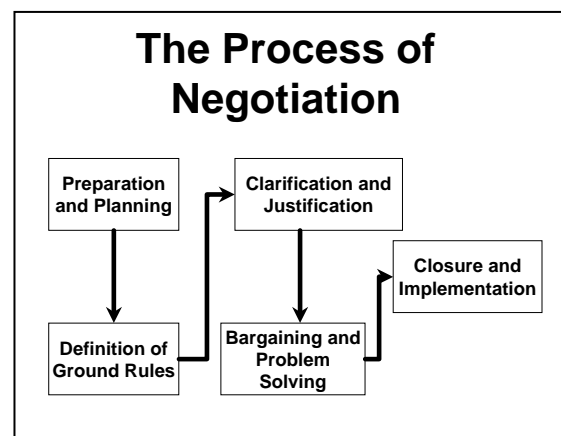 The Process of
Negotiation
Preparation
and Planning
Definition of
Ground Rules
Clarification and
Justification
Bargaining and
Problem
Solving
Closure and
Implementation